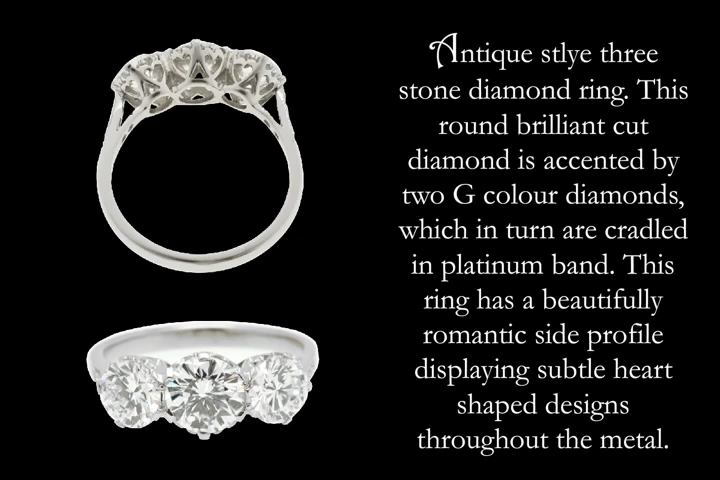 Antique stlye three
stone diamond ring. This
round brilliant cut
diamond is accented by
two G colour diamonds,
which in turn are cradled
in platinum band. This
ring has a beautifully
romantic side profile
displaying subtle heart
shaped designs
throughout the metal.